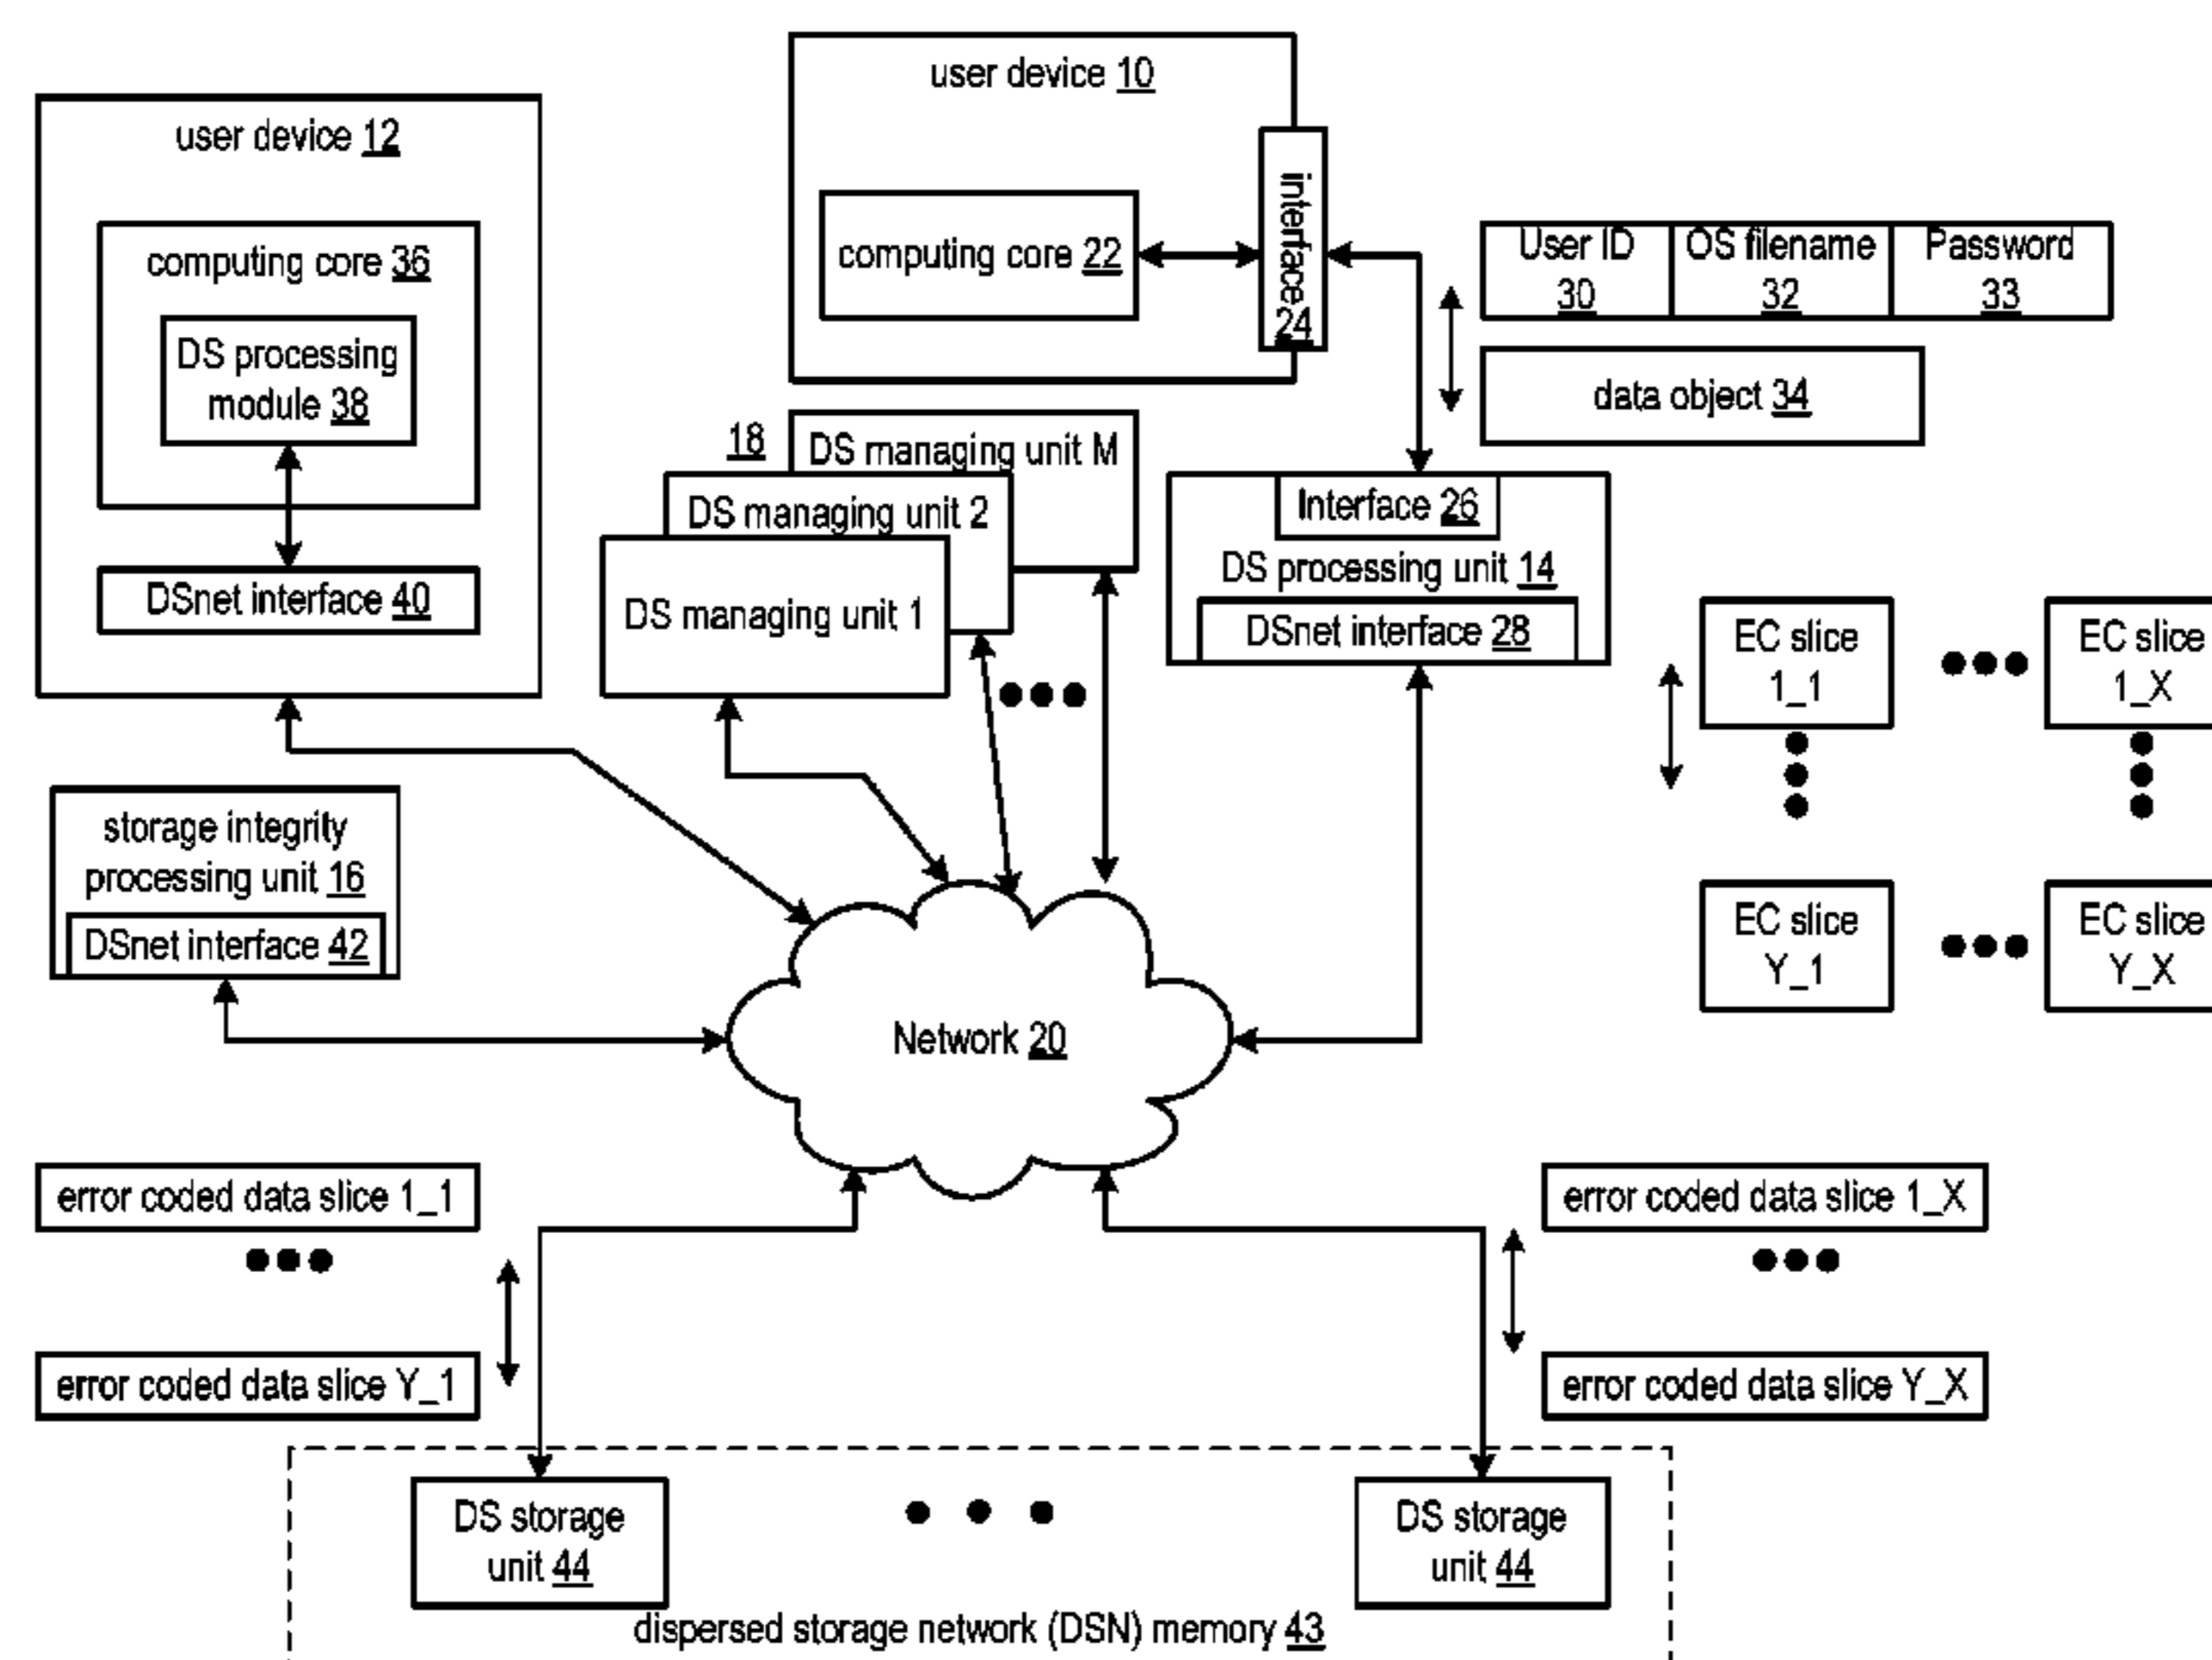 user device 10
user device 12
computing core 36
DS processing
module 38
DSnet interface 40
computing core 22
interface 24
User ID
30
OS filename
32
Password
33
data object 34
18
DS managing unit M
DS managing unit 2
DS managing unit 1
Interface 26
DS processing unit 14
DSnet interface 28
EC slice
1_1
EC slice
1_X
EC slice
Y_1
EC slice
Y_X
storage integrity
processing unit 16
DSnet interface 42
Network 20
error coded data slice 1_1
error coded data slice Y_1
error coded data slice 1_X
error coded data slice Y_X
DS storage
unit 44
DS storage
unit 44
dispersed storage network (DSN) memory 43